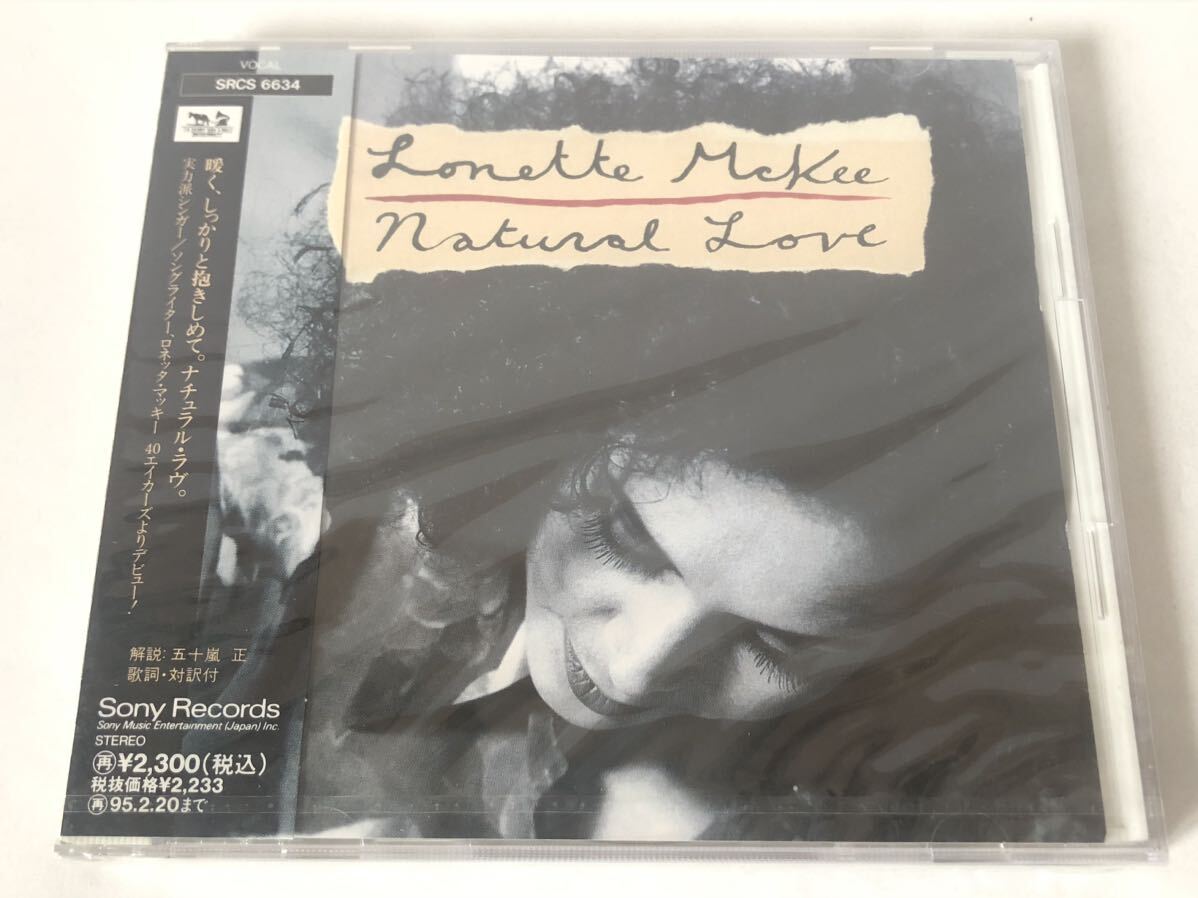 VOCAL
SRCS 6634
暖く、しっかりと抱きしめて。ナチュラル・ラヴ。
実力派シンガー/ソングライター、ロネッタ・マッキー 40エイカーズよりデビュー!
解説:五十嵐 正
歌詞・対訳付
Sony Records
Sony Music Entertainment (Japan) Inc.
STEREO
再¥2,300(税込)
税抜価格¥2,233
再95.2.20まで
Lonette McKee
Natural Love